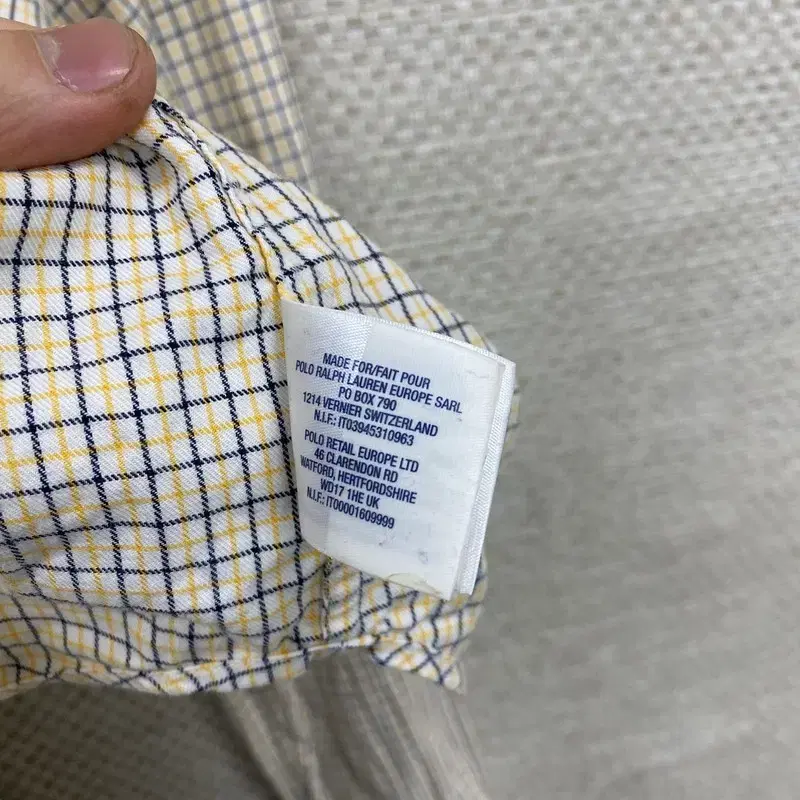 MADE FOR/FAIT POUR
POLO RALPH LAUREN EUROPE SARL
PO BOX 790
1214 VERNIER SWITZERLAND
N.I.F.: IT03945310963
POLO RETAIL EUROPE LTD
46 CLARENDON RD
WATFORD, HERTFORDSHIRE
WD17 1HE UK
N.I.F.: IT00001609999